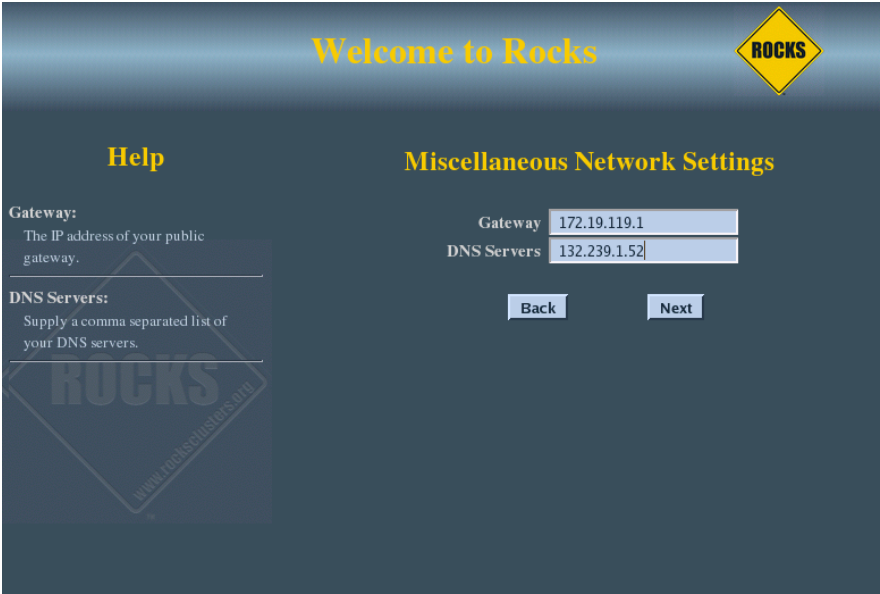 Welcome to Rocks
ROCKS
Help
Gateway:
The IP address of your public
gateway.
DNS Servers:
Supply a comma separated list of
your DNS servers.
ROCKS
www.rocksclusters.org
Miscellaneous Network Settings
Gateway 172.19.119.1
DNS Servers 132.239.1.52
Back Next